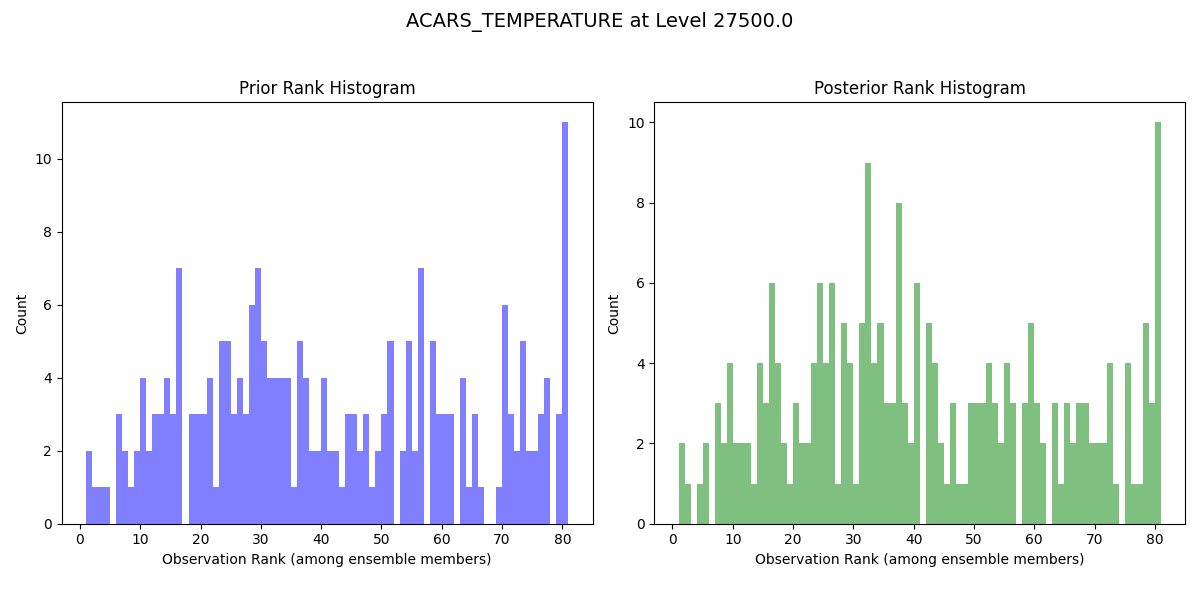 ACARS_TEMPERATURE at Level 27500.0
Prior Rank Histogram
Count
10
8
6
4
2
0
0 10 20 30 40 50 60 70 80
Observation Rank (among ensemble members)
Posterior Rank Histogram
Count
10
8
6
4
2
0
0 10 20 30 40 50 60 70 80
Observation Rank (among ensemble members)